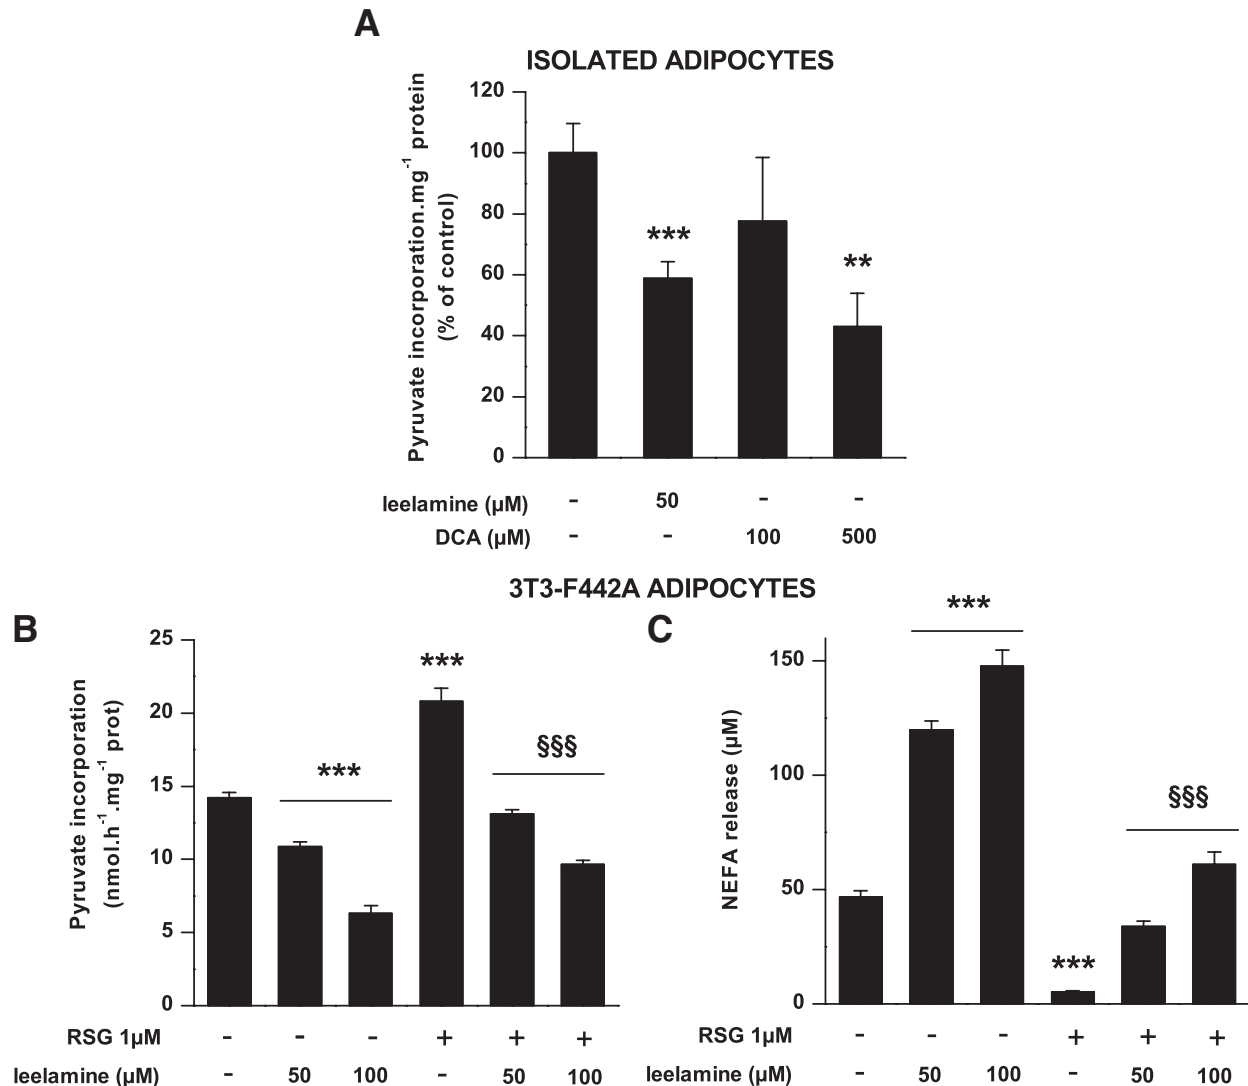 A
ISOLATED ADIPOCYTES
Pyruvate incorporation.mg-1 protein
(% of control)
120
100
80
60
40
20
0
***
**
leelamine (µM) - 50 - -
DCA (µM) - - 100 500
3T3-F442A ADIPOCYTES
B
Pyruvate incorporation
(nmol.h-1.mg-1 prot)
25
20
15
10
5
0
***
***
§§§
RSG 1µM - - - + + +
leelamine (µM) - 50 100 - 50 100
C
NEFA release (µM)
150
100
50
0
***
***
§§§
RSG 1µM - - - + + +
leelamine (µM) - 50 100 - 50 100